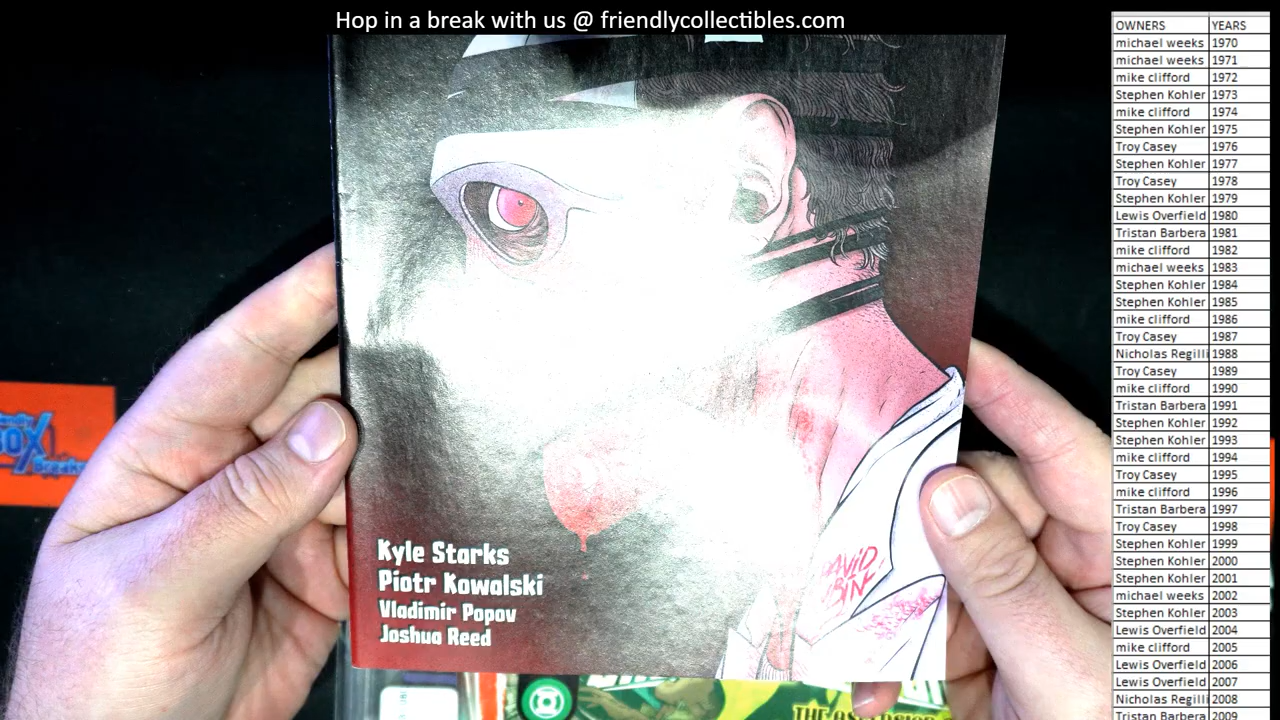 Hop in a break with us @ friendlycollectibles.com
OWNERS YEARS
michael weeks 1970
michael weeks 1971
mike clifford 1972
Stephen Kohler 1973
mike clifford 1974
Stephen Kohler 1975
Troy Casey 1976
Stephen Kohler 1977
Troy Casey 1978
Stephen Kohler 1979
Lewis Overfield 1980
Tristan Barbera 1981
mike clifford 1982
michael weeks 1983
Stephen Kohler 1984
Stephen Kohler 1985
mike clifford 1986
Troy Casey 1987
Nicholas Regilli 1988
Troy Casey 1989
mike clifford 1990
Tristan Barbera 1991
Stephen Kohler 1992
Stephen Kohler 1993
mike clifford 1994
Troy Casey 1995
mike clifford 1996
Tristan Barbera 1997
Troy Casey 1998
Stephen Kohler 1999
Stephen Kohler 2000
Stephen Kohler 2001
michael weeks 2002
Stephen Kohler 2003
Lewis Overfield 2004
mike clifford 2005
Lewis Overfield 2006
Lewis Overfield 2007
Nicholas Regilli 2008
Tristan Barbera 2009
Kyle Starks
Piotr Kowalski
Vladimir Popov
Joshua Reed
BOX
Breaks
THE